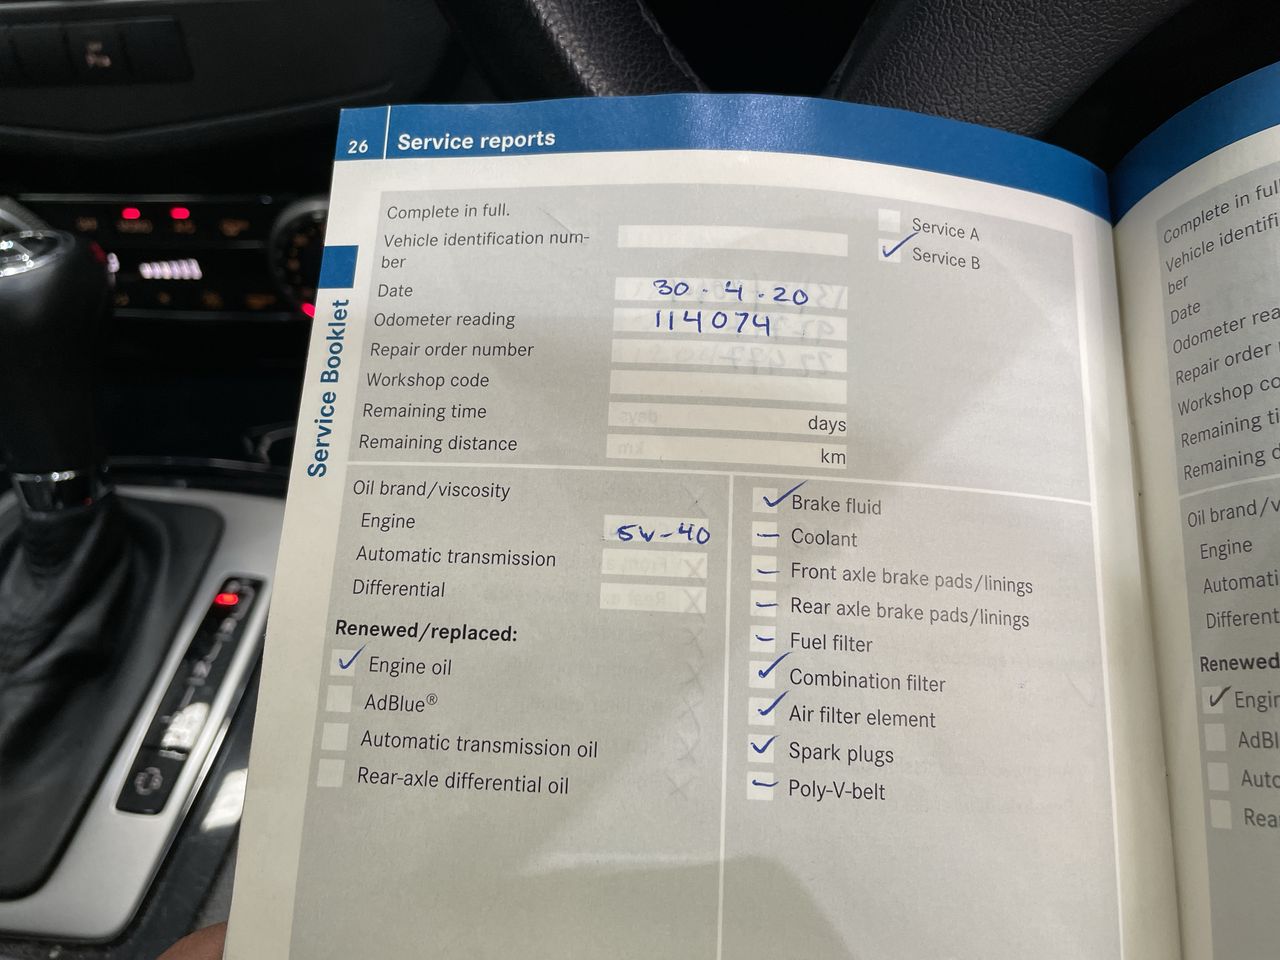 26 Service reports
Service Booklet
Complete in full.
Service A
Service B
Vehicle identification num-
ber
Date 30-4-20
Odometer reading 114074
Repair order number
Workshop code
Remaining time days
Remaining distance km
Oil brand/viscosity
Engine 5w-40
Automatic transmission
Differential
Renewed/replaced:
Engine oil
AdBlue®
Automatic transmission oil
Rear-axle differential oil
Brake fluid
Coolant
Front axle brake pads/linings
Rear axle brake pads/linings
Fuel filter
Combination filter
Air filter element
Spark plugs
Poly-V-belt
Complete in full
Vehicle identifi
ber
Date
Odometer rea
Repair order
Workshop co
Remaining ti
Remaining d
Oil brand/v
Engine
Automati
Different
Renewed
Engin
AdBl
Auto
Rea